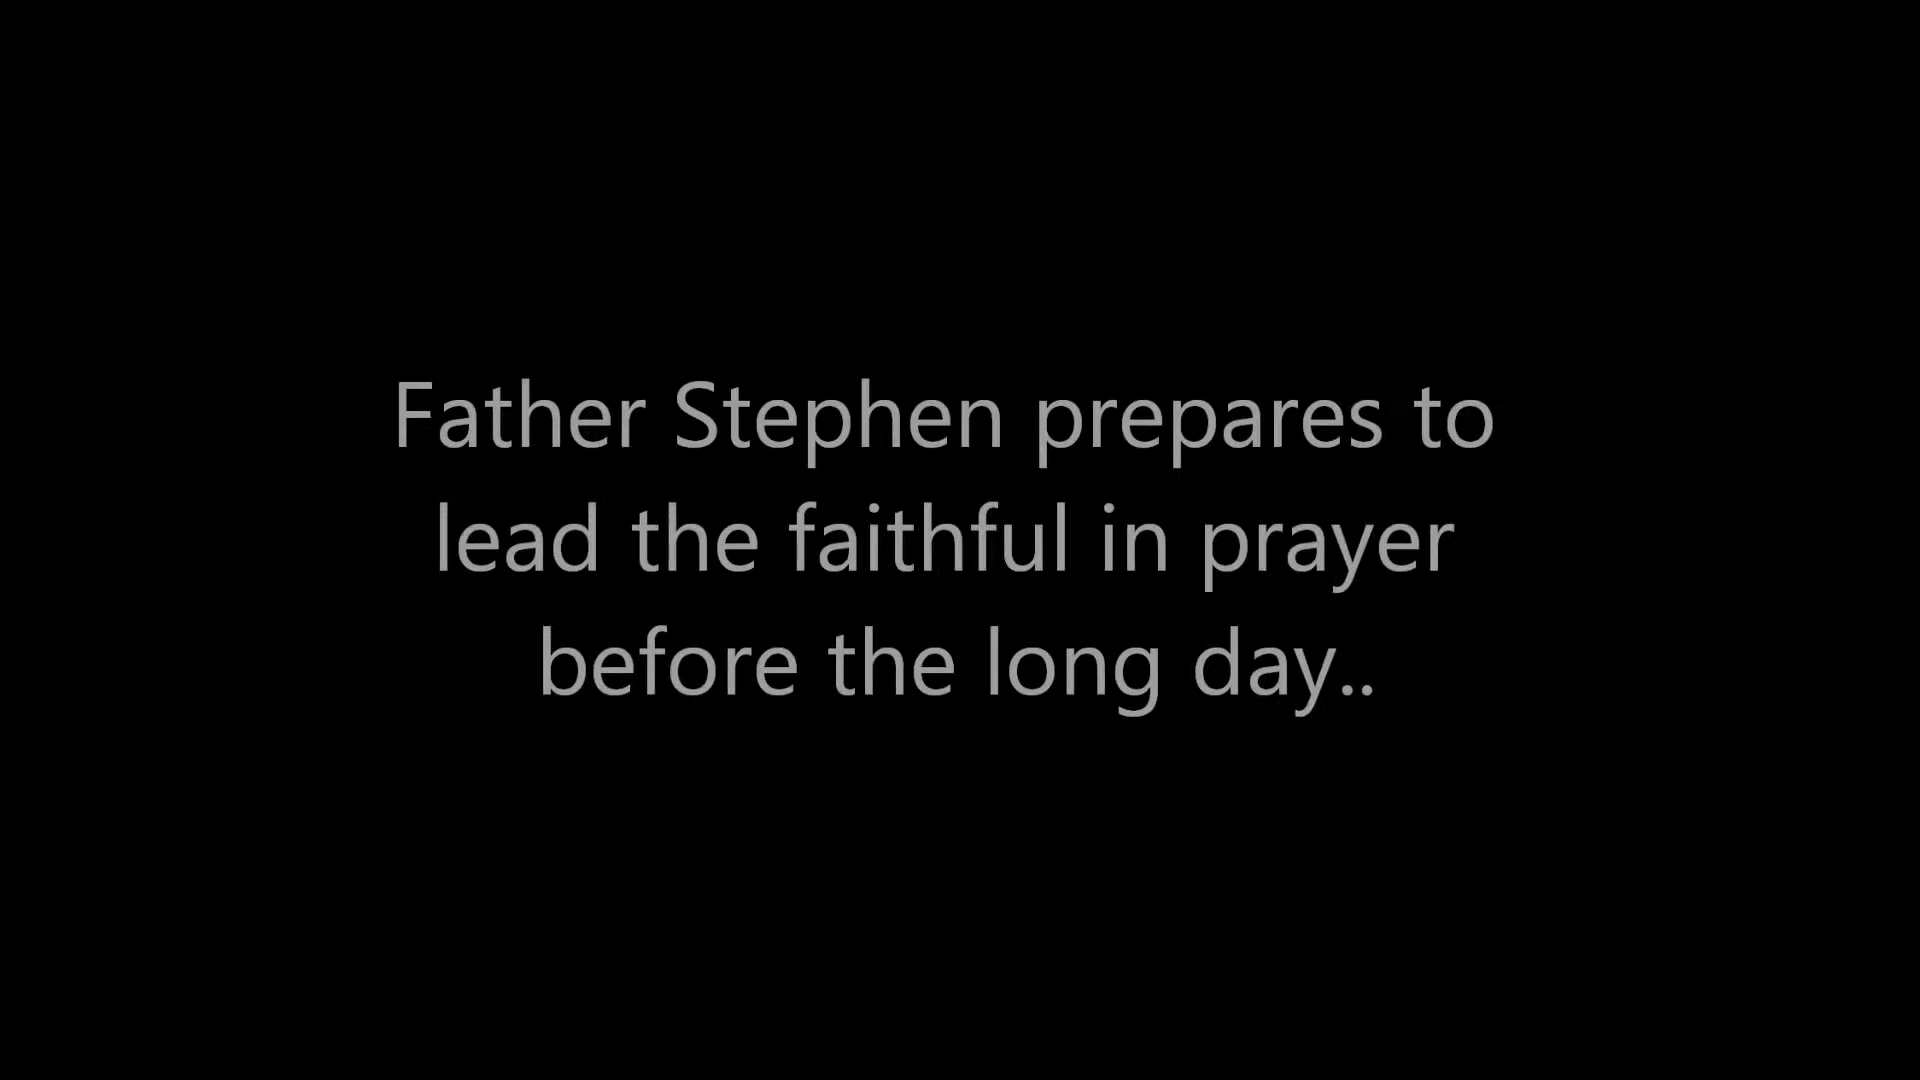 Father Stephen prepares to
lead the faithful in prayer
before the long day..